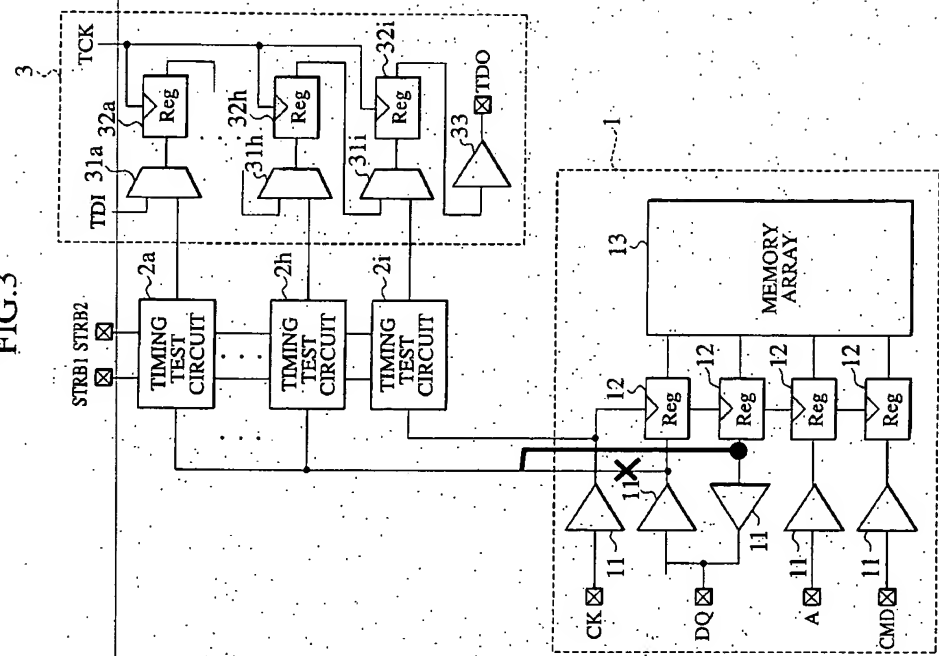 FIG.3
STRB1 STRB2
TDI
TCK
3
31a
32a
Reg
31h
32h
Reg
31i
32i
Reg
33
TDO
2a
TIMING
TEST
CIRCUIT
2h
TIMING
TEST
CIRCUIT
2i
TIMING
TEST
CIRCUIT
1
CK
11
DQ
11
11
A
11
CMD
11
12
Reg
12
Reg
12
Reg
12
Reg
13
MEMORY
ARRAY